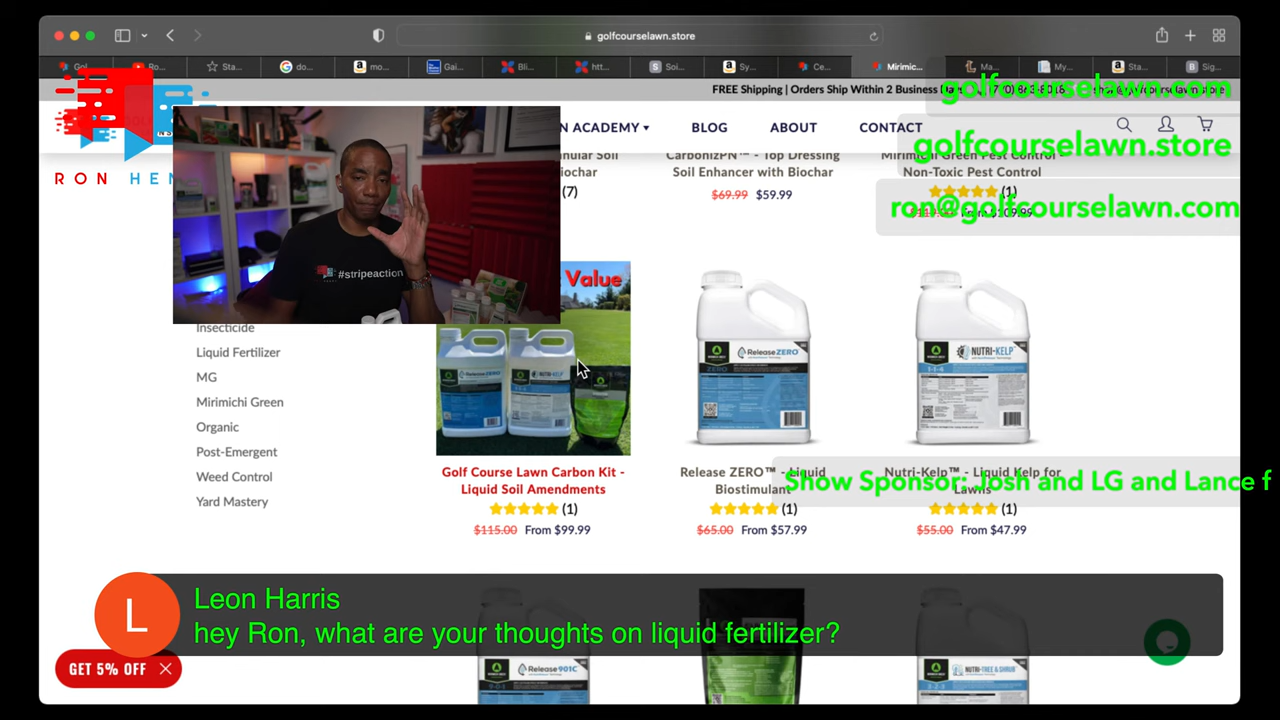 golfcourselawn.store
FREE Shipping | Orders Ship Within 2 Business Days
golfcourselawn.com
ACADEMY
BLOG
ABOUT
CONTACT
golfcourselawn.store
RON
Soil
Biochar
(7)
CarbonizPN™ - Top Dressing
Soil Enhancer with Biochar
$69.99 $59.99
Mirimichi Green Pest Control -
Non-Toxic Pest Control
(1)
ron@golfcourselawn.com
#stripeaction
Value
Insecticide
Liquid Fertilizer
MG
Mirimichi Green
Organic
Post-Emergent
Weed Control
Yard Mastery
ReleaseZERO
ZERO
NUTRI-KELP
Golf Course Lawn Carbon Kit -
Liquid Soil Amendments
(1)
$115.00 From $99.99
Release ZERO™ - Liquid
Biostimulant
(1)
$65.00 From $57.99
Nutri-Kelp™ - Liquid Kelp for
Lawns
(1)
$55.00 From $47.99
Show Sponsor: Josh and LG and Lance f
L
Leon Harris
hey Ron, what are your thoughts on liquid fertilizer?
GET 5% OFF
Release901C
NUTRI-TREE & SHRUB